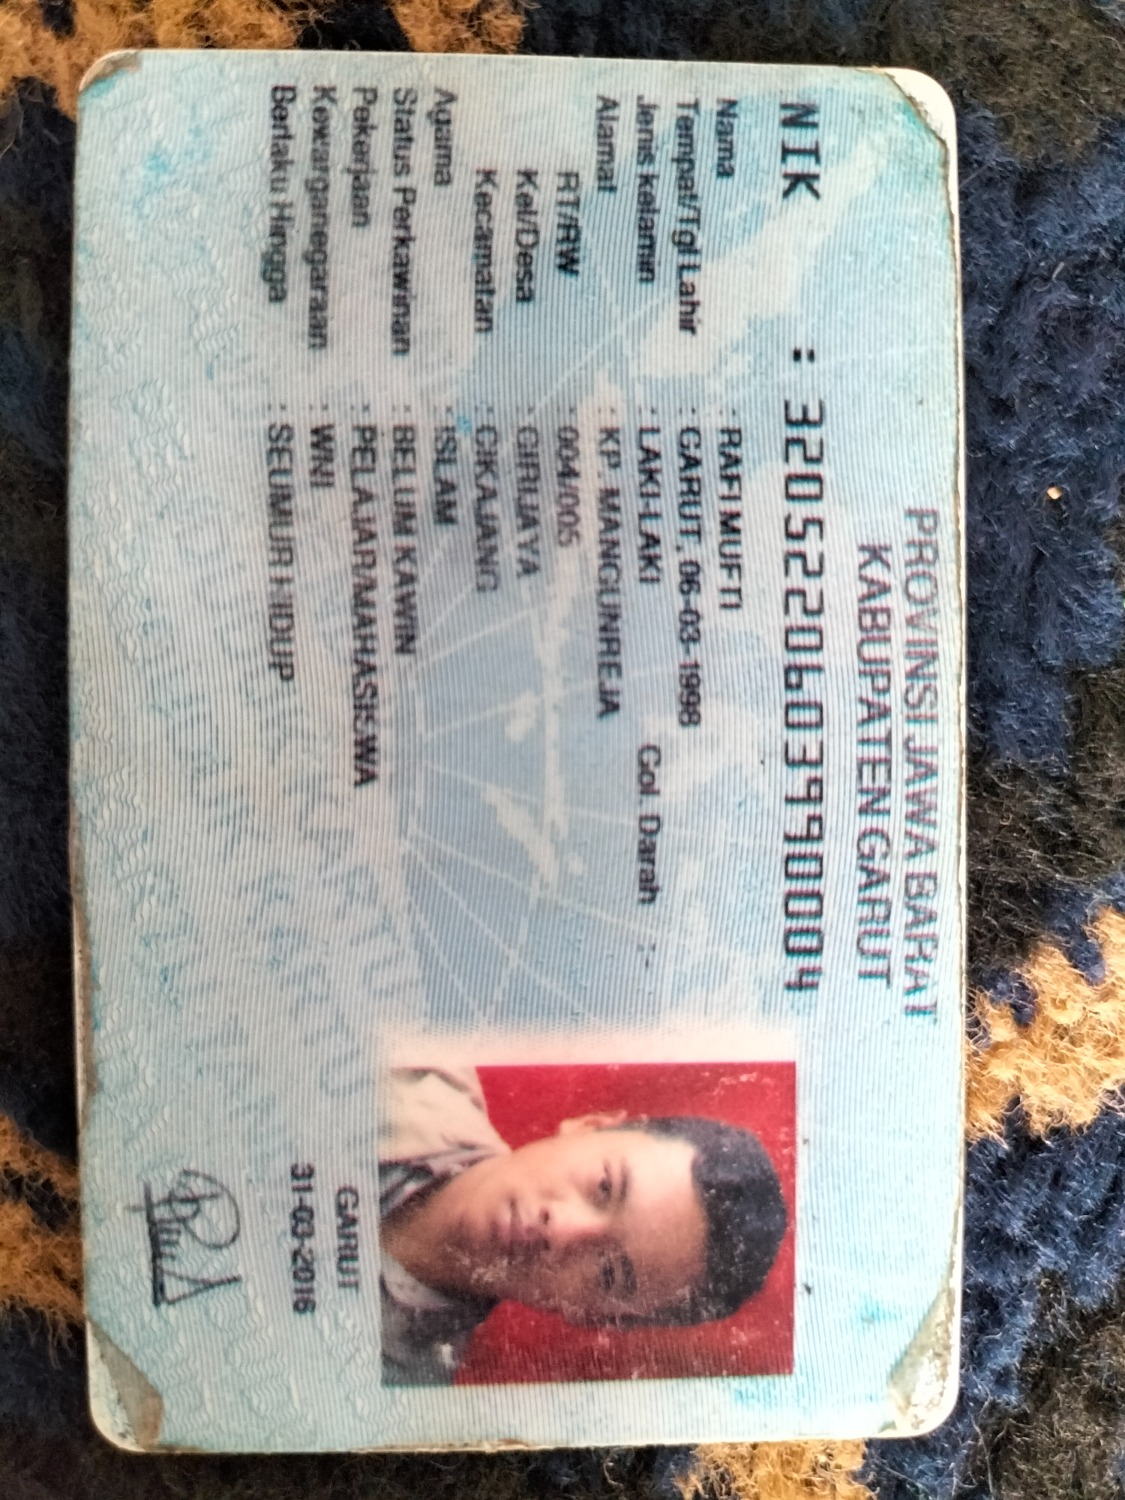 PROVINSI JAWA BARAT
KABUPATEN GARUT
NIK : 3205220603990004
Nama : RAFI MUFTI
Tempat/Tgl Lahir : GARUT, 06-03-1998
Jenis kelamin : LAKI-LAKI Gol. Darah : -
Alamat : KP. MANGUNREJA
RT/RW : 004/005
Kel/Desa : GIRIJAYA
Kecamatan : CIKAJANG
Agama : ISLAM
Status Perkawinan : BELUM KAWIN
Pekerjaan : PELAJAR/MAHASISWA
Kewarganegaraan : WNI
Berlaku Hingga : SEUMUR HIDUP
GARUT
31-03-2016